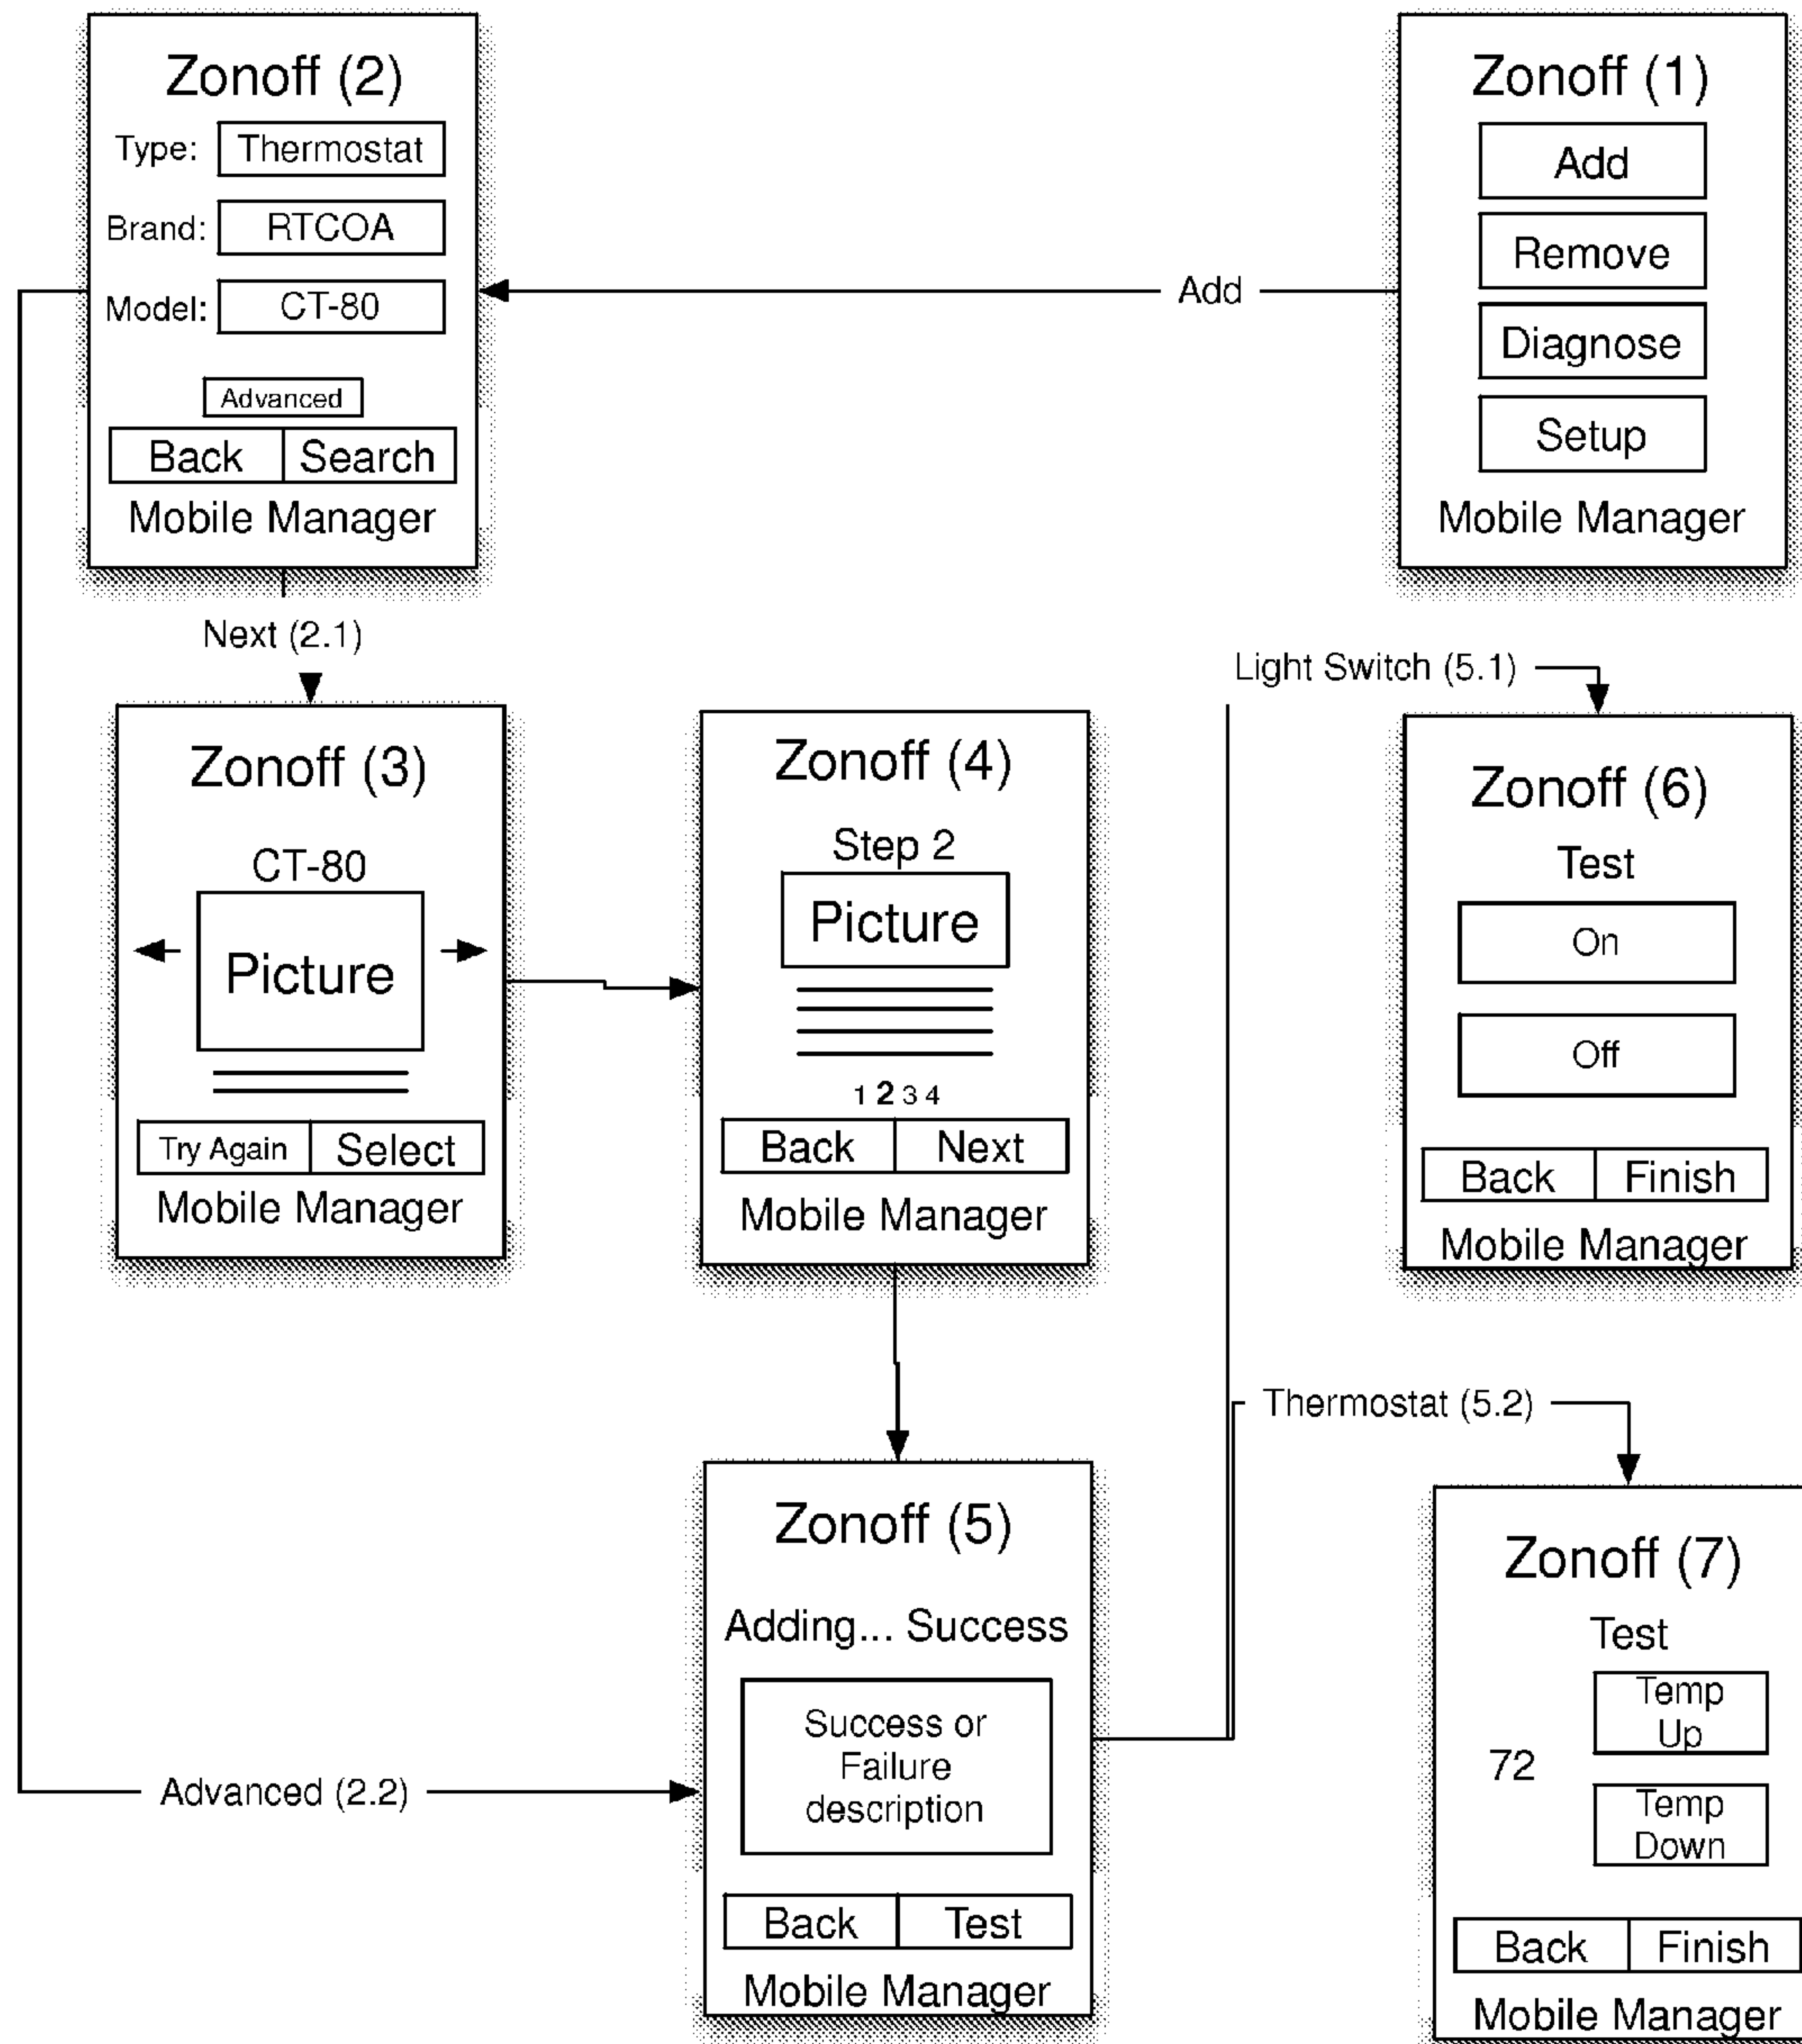 Zonoff (2)
Type: Thermostat
Brand: RTCOA
Model: CT-80
Advanced
Back Search
Mobile Manager
Add
Zonoff (1)
Add
Remove
Diagnose
Setup
Mobile Manager
Next (2.1)
Zonoff (3)
CT-80
Picture
Try Again Select
Mobile Manager
Zonoff (4)
Step 2
Picture
1 2 3 4
Back Next
Mobile Manager
Light Switch (5.1)
Zonoff (6)
Test
On
Off
Back Finish
Mobile Manager
Advanced (2.2)
Zonoff (5)
Adding... Success
Success or
Failure
description
Back Test
Mobile Manager
Thermostat (5.2)
Zonoff (7)
Test
Temp
Up
72
Temp
Down
Back Finish
Mobile Manager